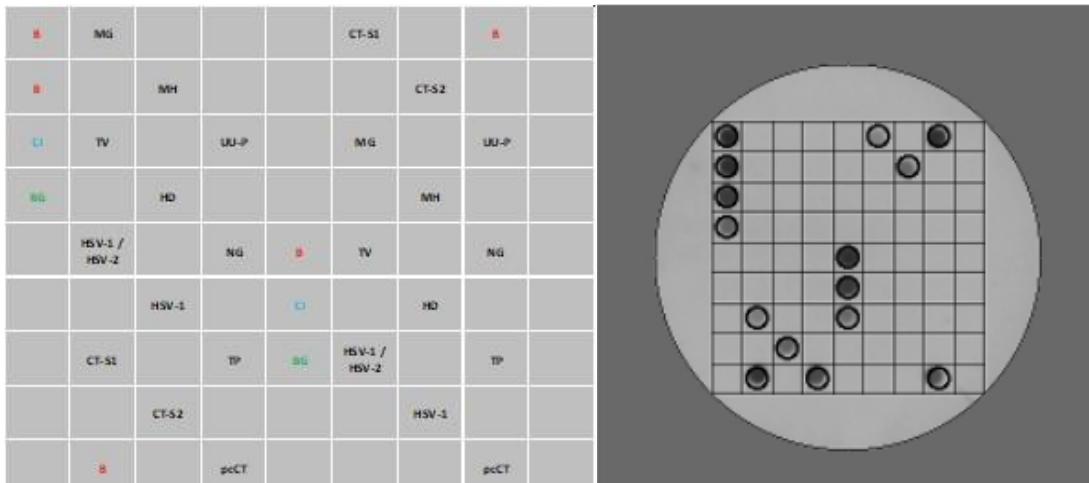 B MG CT-S1 B
B MH CT-S2
CI TV UU-P MG UU-P
BG HD MH
HSV-1 /
HSV-2 NG B TV NG
HSV-1 CI HD
CT-S1 TP BG HSV-1 /
HSV-2 TP
CT-S2 HSV-1
B pcCT pcCT